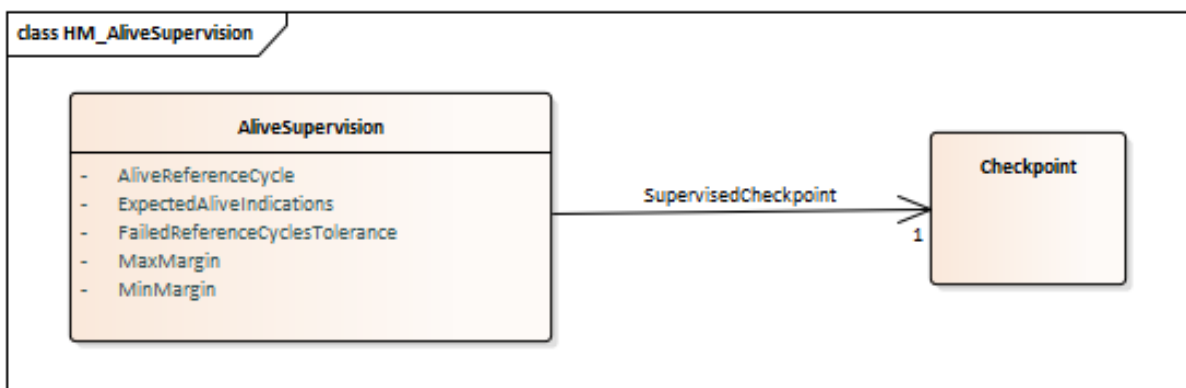 class HM_AliveSupervision
AliveSupervision
- AliveReferenceCycle
- ExpectedAliveIndications
- FailedReferenceCyclesTolerance
- MaxMargin
- MinMargin
SupervisedCheckpoint
1
Checkpoint